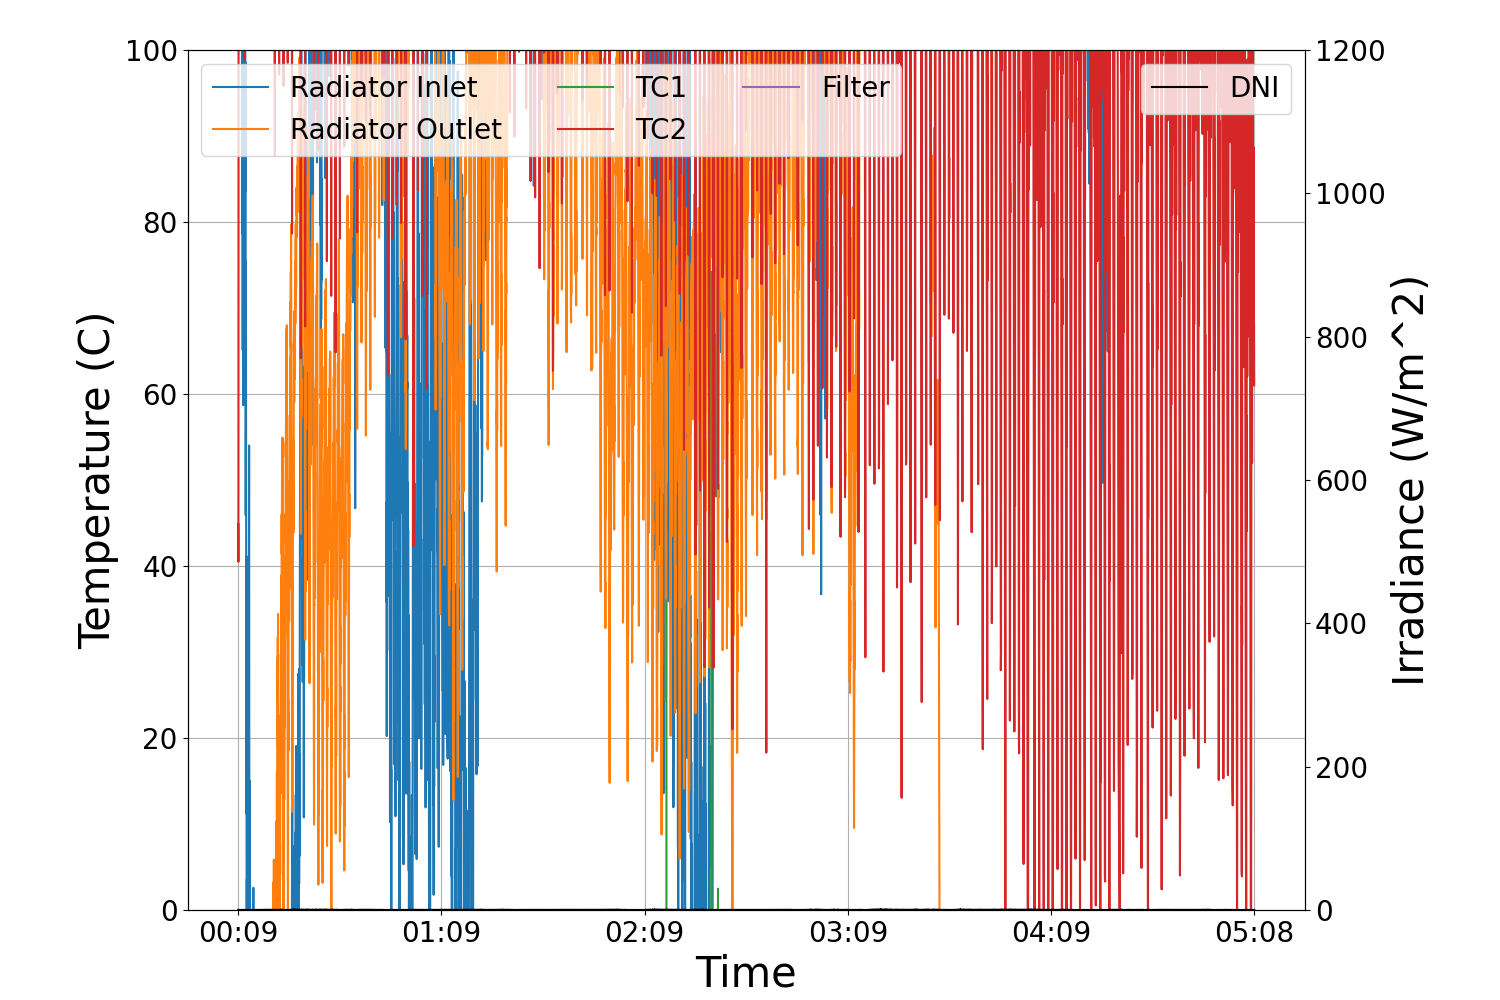 100
80
60
40
20
0
Temperature (C)
Radiator Inlet
Radiator Outlet
TC1
TC2
Filter
DNI
1200
1000
800
600
400
200
0
Irradiance (W/m^2)
00:09
01:09
02:09
03:09
04:09
05:08
Time